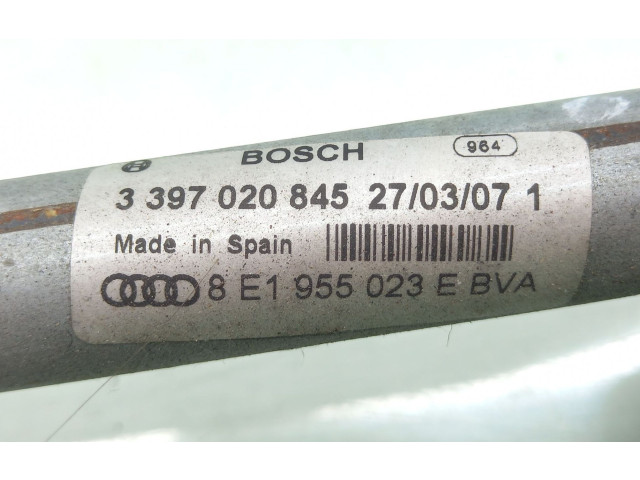 BOSCH 964
3 397 020 845 27/03/07 1
Made in Spain
8 E1 955 023 E BVA